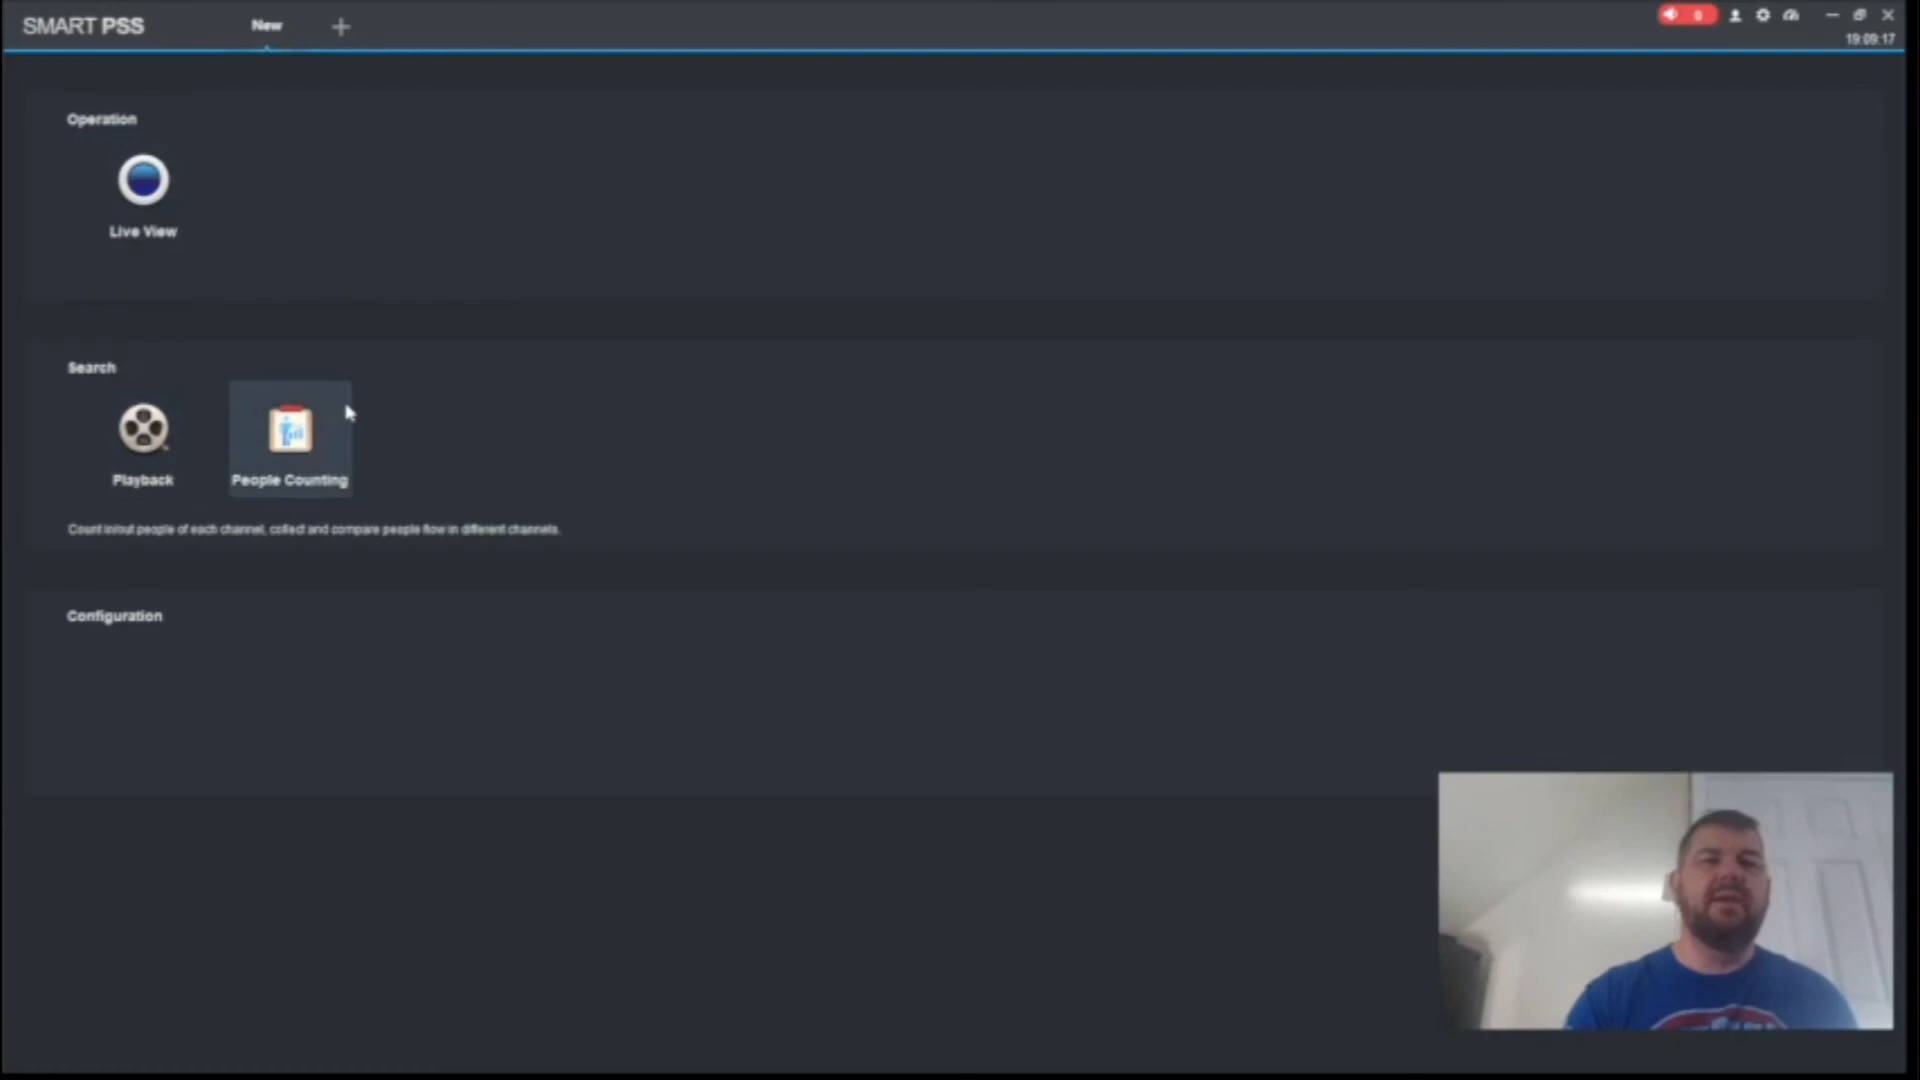 SMART PSS
New
0
19:09:17
Operation
Live View
Search
Playback
People Counting
Count in/out people of each channel, collect and compare people flow in different channels.
Configuration